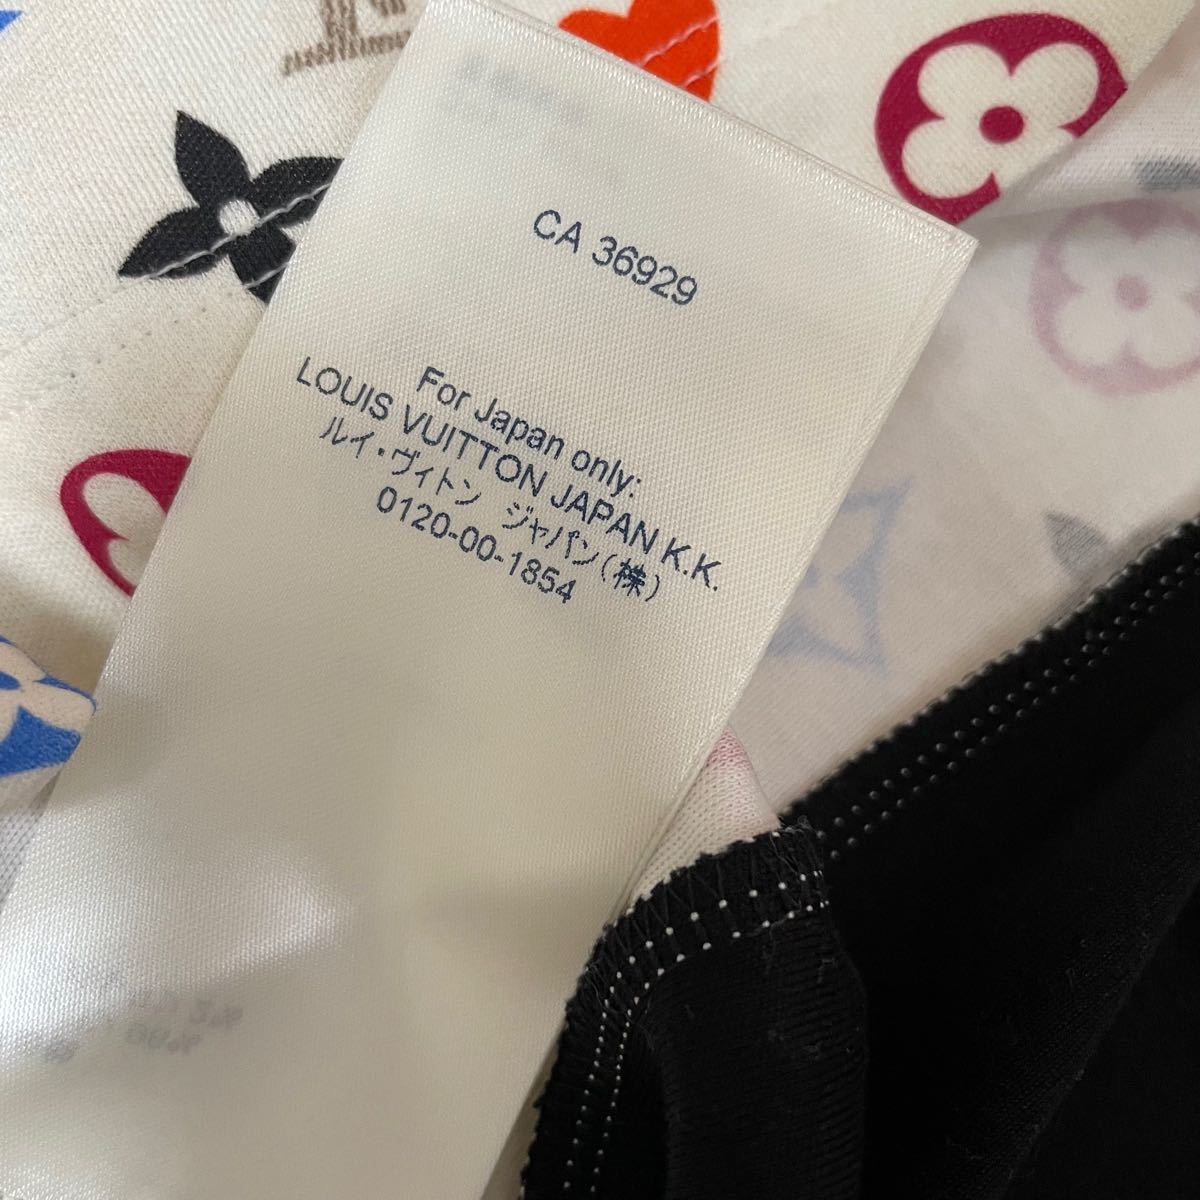 CA 36929
For Japan only:
LOUIS VUITTON JAPAN K.K.
ルイ・ヴィトン ジャパン(株)
0120-00-1854